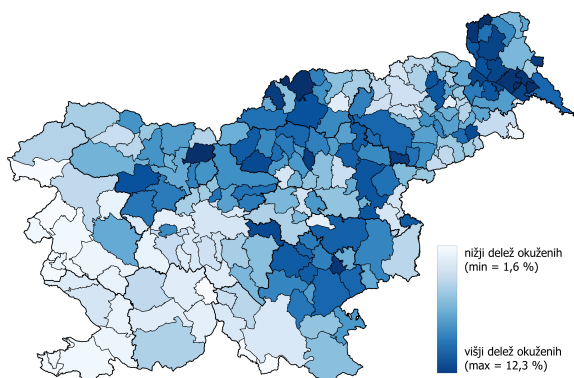 nižji delež okuženih
(min = 1,6 %)
višji delež okuženih
(max = 12,3 %)